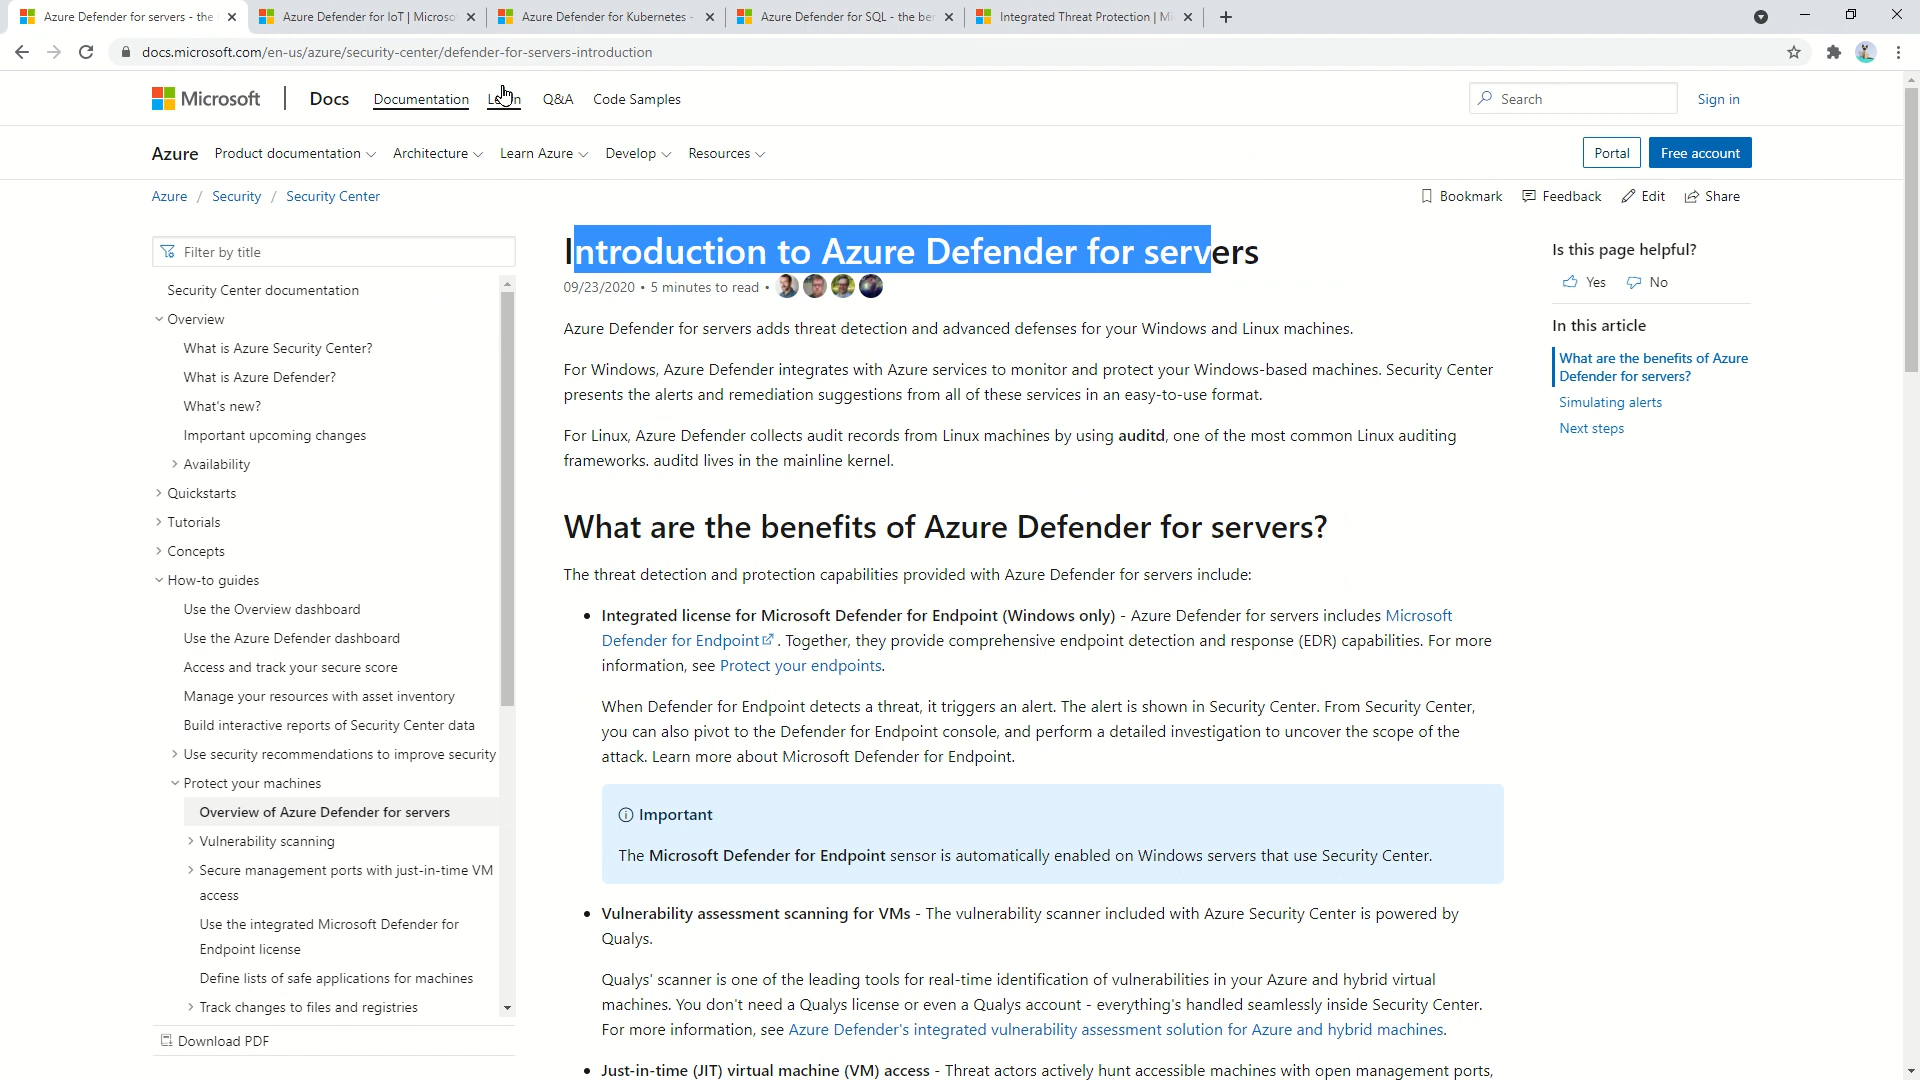 Azure Defender for servers - the
Azure Defender for IoT | Microso
Azure Defender for Kubernetes -
Azure Defender for SQL - the be
Integrated Threat Protection | Mi
docs.microsoft.com/en-us/azure/security-center/defender-for-servers-introduction
Microsoft
Docs
Documentation
Learn
Q&A
Code Samples
Search
Sign in
Azure
Product documentation
Architecture
Learn Azure
Develop
Resources
Portal
Free account
Azure / Security / Security Center
Bookmark
Feedback
Edit
Share
Filter by title
Security Center documentation
Overview
What is Azure Security Center?
What is Azure Defender?
What's new?
Important upcoming changes
Availability
Quickstarts
Tutorials
Concepts
How-to guides
Use the Overview dashboard
Use the Azure Defender dashboard
Access and track your secure score
Manage your resources with asset inventory
Build interactive reports of Security Center data
Use security recommendations to improve security
Protect your machines
Overview of Azure Defender for servers
Vulnerability scanning
Secure management ports with just-in-time VM
access
Use the integrated Microsoft Defender for
Endpoint license
Define lists of safe applications for machines
Track changes to files and registries
Download PDF
Introduction to Azure Defender for servers
09/23/2020 • 5 minutes to read •
Azure Defender for servers adds threat detection and advanced defenses for your Windows and Linux machines.
For Windows, Azure Defender integrates with Azure services to monitor and protect your Windows-based machines. Security Center
presents the alerts and remediation suggestions from all of these services in an easy-to-use format.
For Linux, Azure Defender collects audit records from Linux machines by using auditd, one of the most common Linux auditing
frameworks. auditd lives in the mainline kernel.
What are the benefits of Azure Defender for servers?
The threat detection and protection capabilities provided with Azure Defender for servers include:
• Integrated license for Microsoft Defender for Endpoint (Windows only) - Azure Defender for servers includes Microsoft
Defender for Endpoint . Together, they provide comprehensive endpoint detection and response (EDR) capabilities. For more
information, see Protect your endpoints.
When Defender for Endpoint detects a threat, it triggers an alert. The alert is shown in Security Center. From Security Center,
you can also pivot to the Defender for Endpoint console, and perform a detailed investigation to uncover the scope of the
attack. Learn more about Microsoft Defender for Endpoint.
Important
The Microsoft Defender for Endpoint sensor is automatically enabled on Windows servers that use Security Center.
• Vulnerability assessment scanning for VMs - The vulnerability scanner included with Azure Security Center is powered by
Qualys.
Qualys' scanner is one of the leading tools for real-time identification of vulnerabilities in your Azure and hybrid virtual
machines. You don't need a Qualys license or even a Qualys account - everything's handled seamlessly inside Security Center.
For more information, see Azure Defender's integrated vulnerability assessment solution for Azure and hybrid machines.
• Just-in-time (JIT) virtual machine (VM) access - Threat actors actively hunt accessible machines with open management ports,
Is this page helpful?
Yes
No
In this article
What are the benefits of Azure
Defender for servers?
Simulating alerts
Next steps